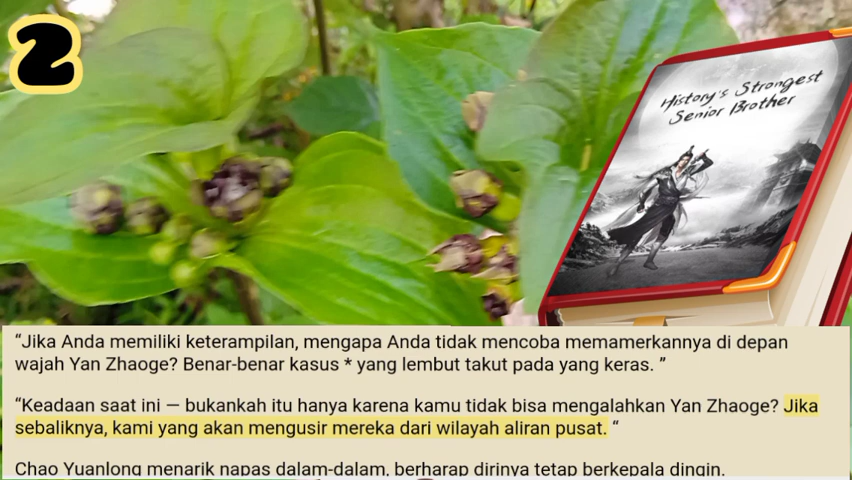 2
History's Strongest
Senior Brother
“Jika Anda memiliki keterampilan, mengapa Anda tidak mencoba memamerkannya di depan
wajah Yan Zhaoge? Benar-benar kasus * yang lembut takut pada yang keras. ”
“Keadaan saat ini — bukankah itu hanya karena kamu tidak bisa mengalahkan Yan Zhaoge? Jika
sebaliknya, kami yang akan mengusir mereka dari wilayah aliran pusat. “
Chao Yuanlong menarik napas dalam-dalam, berharap dirinya tetap berkepala dingin.